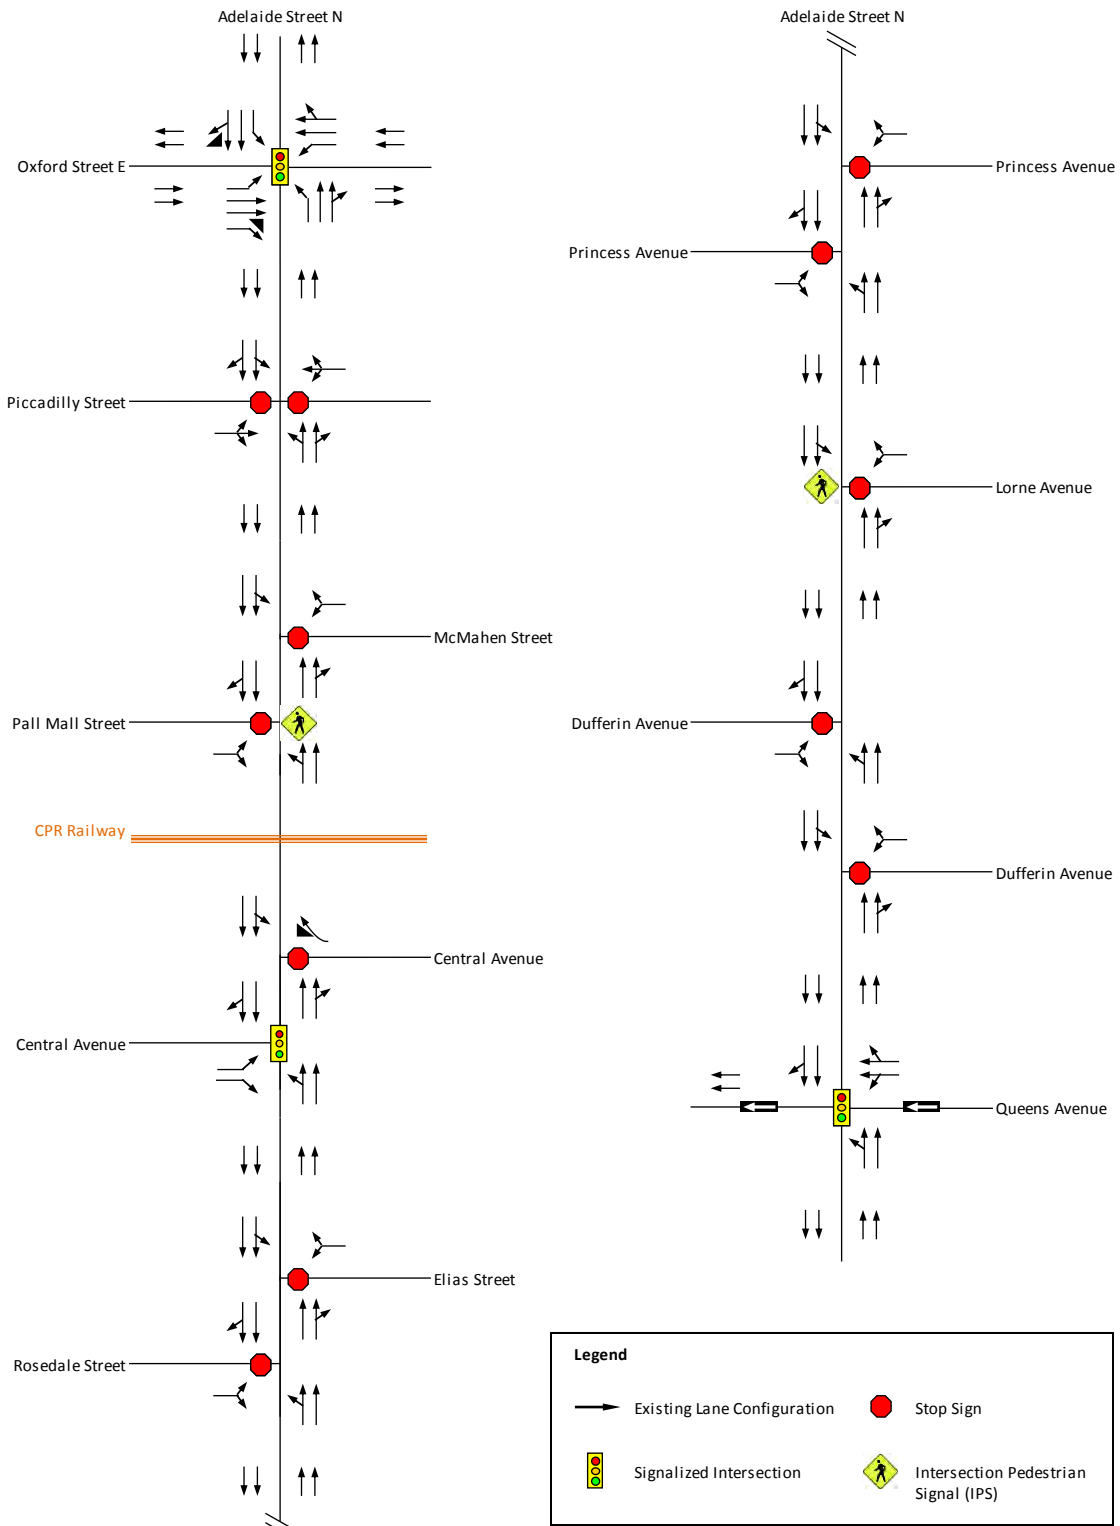 Adelaide Street N
Oxford Street E
Piccadilly Street
McMahen Street
Pall Mall Street
CPR Railway
Central Avenue
Central Avenue
Elias Street
Rosedale Street
Adelaide Street N
Princess Avenue
Princess Avenue
Lorne Avenue
Dufferin Avenue
Dufferin Avenue
Queens Avenue
Legend
Existing Lane Configuration
Stop Sign
Signalized Intersection
Intersection Pedestrian
Signal (IPS)